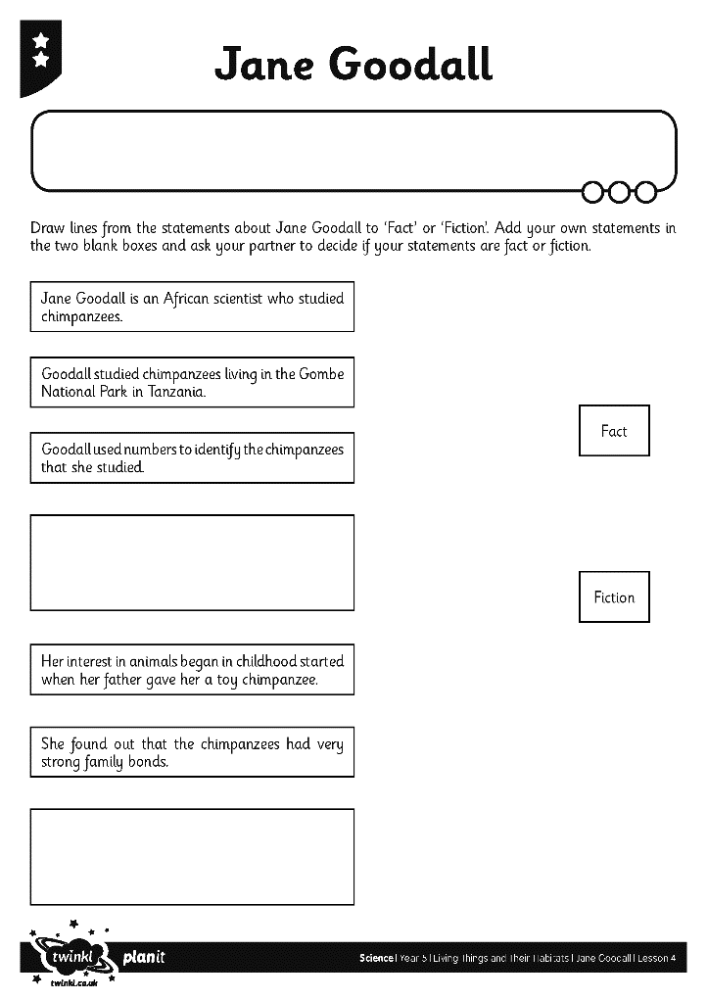 Jane Goodall
Draw lines from the statements about Jane Goodall to ‘Fact’ or ‘Fiction’. Add your own statements in
the two blank boxes and ask your partner to decide if your statements are fact or fiction.
Jane Goodall is an African scientist who studied
chimpanzees.
Goodall studied chimpanzees living in the Gombe
National Park in Tanzania.
Goodall used numbers to identify the chimpanzees
that she studied.
Fact
Fiction
Her interest in animals began in childhood started
when her father gave her a toy chimpanzee.
She found out that the chimpanzees had very
strong family bonds.
twinkl
planit
twinkl.co.uk
Science | Year 5 | Living Things and Their Habitats | Jane Goodall | Lesson 4